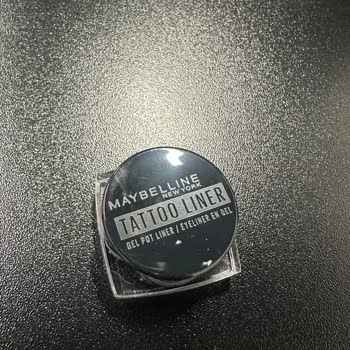 MAYBELLINE
NEW YORK
TATTOO LINER
GEL POT LINER / EYELINER EN GEL